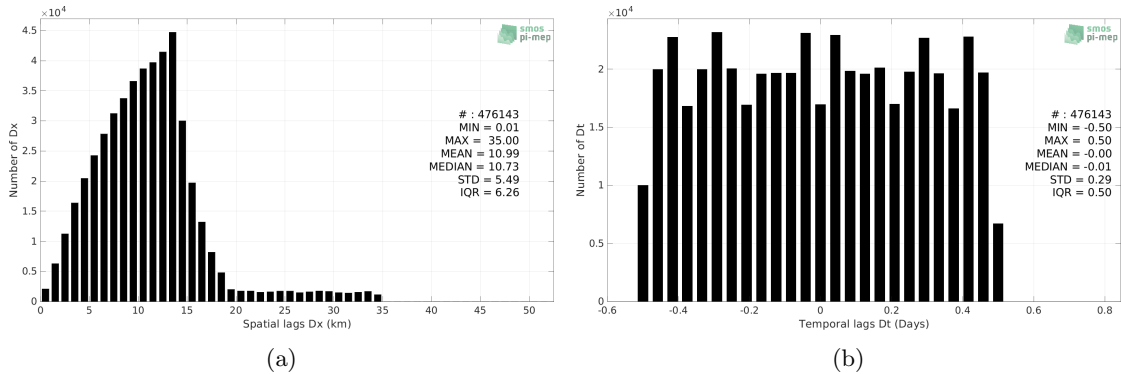 ×10⁴
4.5
4
3.5
3
2.5
2
1.5
1
0.5
0
Number of Dx
0 5 10 15 20 25 30 35 40 45 50
Spatial lags Dx (km)
smos
pi-mep
# : 476143
MIN = 0.01
MAX = 35.00
MEAN = 10.99
MEDIAN = 10.73
STD = 5.49
IQR = 6.26
(a)
×10⁴
2
1.5
1
0.5
0
Number of Dt
-0.6 -0.4 -0.2 0 0.2 0.4 0.6 0.8
Temporal lags Dt (Days)
smos
pi-mep
# : 476143
MIN = -0.50
MAX = 0.50
MEAN = -0.00
MEDIAN = -0.01
STD = 0.29
IQR = 0.50
(b)